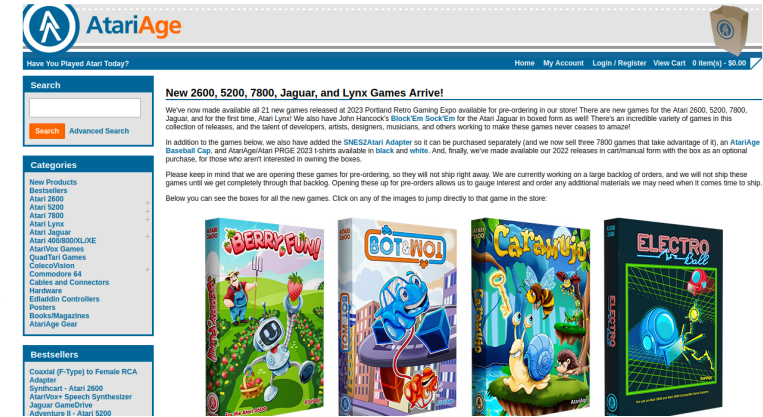 AtariAge
Have You Played Atari Today?
Home My Account Login / Register View Cart 0 item(s) - $0.00
Search
Search
Advanced Search
Categories
New Products
Bestsellers
Atari 2600
Atari 5200
Atari 7800
Atari Lynx
Atari Jaguar
Atari 400/800/XL/XE
AtariVox Games
QuadTari Games
ColecoVision
Commodore 64
Cables and Connectors
Hardware
Edladdin Controllers
Posters
Books/Magazines
AtariAge Gear
Bestsellers
Coaxial (F-Type) to Female RCA
Adapter
Synthcart - Atari 2600
AtariVox+ Speech Synthesizer
Jaguar GameDrive
Adventure II - Atari 5200
New 2600, 5200, 7800, Jaguar, and Lynx Games Arrive!
We've now made available all 21 new games released at 2023 Portland Retro Gaming Expo available for pre-ordering in our store! There are new games for the Atari 2600, 5200, 7800,
Jaguar, and for the first time, Atari Lynx! We also have John Hancock's Block'Em Sock'Em for the Atari Jaguar in boxed form as well! There's an incredible variety of games in this
collection of releases, and the talent of developers, artists, designers, musicians, and others working to make these games never ceases to amaze!
In addition to the games below, we also have added the SNES2Atari Adapter so it can be purchased separately (and we now sell three 7800 games that take advantage of it), an AtariAge
Baseball Cap, and AtariAge/Atari PRGE 2023 t-shirts available in black and white. And, finally, we've made available our 2022 releases in cart/manual form with the box as an optional
purchase, for those who aren't interested in owning the boxes.
Please keep in mind that we are opening these games for pre-ordering, so they will not ship right away. We are currently working on a large backlog of orders, and we will not ship these
games until we get completely through that backlog. Opening these up for pre-orders allows us to gauge interest and order any additional materials we may need when it comes time to ship.
Below you can see the boxes for all the new games. Click on any of the images to jump directly to that game in the store:
BERRY FUN!
BOT & TOM
Caramujo
ELECTRO
Air Ball
AtariAge
AtariAge
AtariAge
ELECTRO